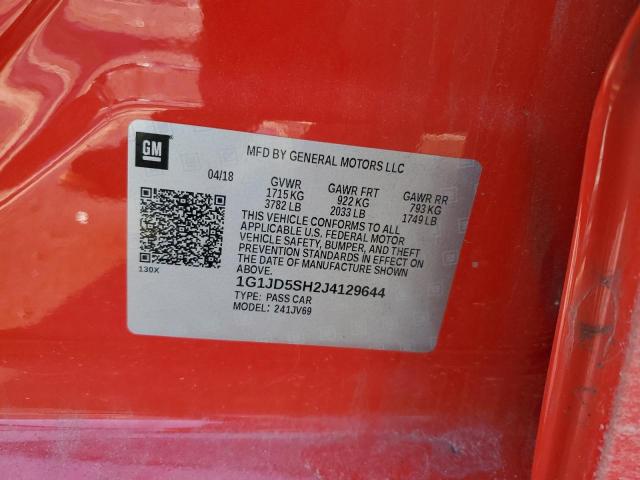 GM
MFD BY GENERAL MOTORS LLC
04/18 GVWR GAWR FRT GAWR RR
1715 KG 922 KG 793 KG
3782 LB 2033 LB 1749 LB
THIS VEHICLE CONFORMS TO ALL
APPLICABLE U.S. FEDERAL MOTOR
VEHICLE SAFETY, BUMPER, AND THEFT
PREVENTION STANDARDS IN EFFECT ON
THE DATE OF MANUFACTURE SHOWN
ABOVE.
130X
1G1JD5SH2J4129644
TYPE: PASS CAR
MODEL: 241JV69